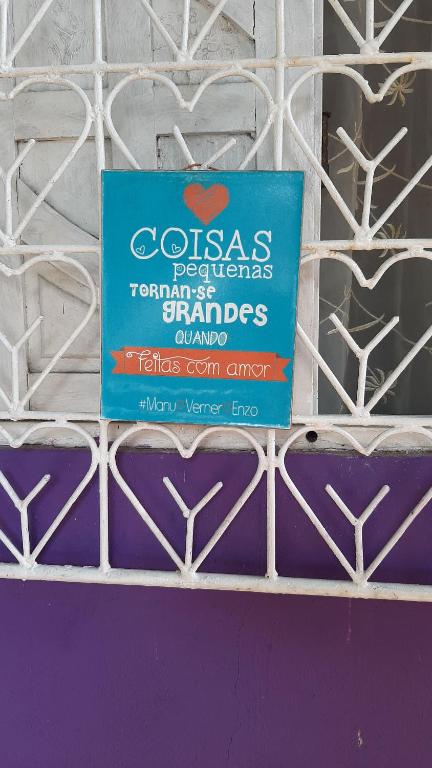 COISAS
pequenas
TORNAN-SE
GRANDES
QUANDO
feitas com amor
#Manu♡Verner♡Enzo